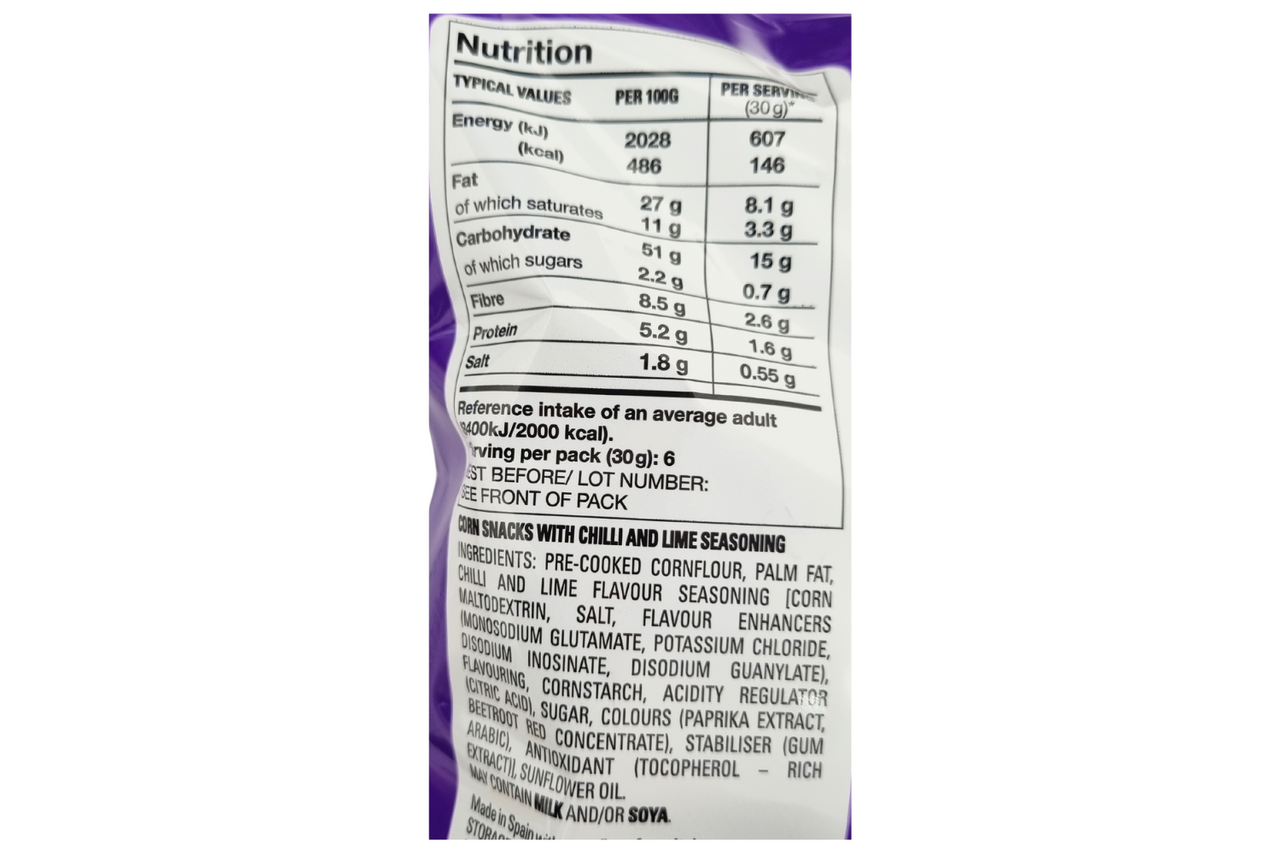 Nutrition
TYPICAL VALUES PER 100G PER SERVING
(30 g)*
Energy (kJ) 2028 607
(kcal) 486 146
Fat 27 g 8.1 g
of which saturates 11 g 3.3 g
Carbohydrate 51 g 15 g
of which sugars 2.2 g 0.7 g
Fibre 8.5 g 2.6 g
Protein 5.2 g 1.6 g
Salt 1.8 g 0.55 g
Reference intake of an average adult
400kJ/2000 kcal).
rving per pack (30g): 6
EST BEFORE/ LOT NUMBER:
SEE FRONT OF PACK
CORN SNACKS WITH CHILLI AND LIME SEASONING
INGREDIENTS: PRE-COOKED CORNFLOUR, PALM FAT,
CHILLI AND LIME FLAVOUR SEASONING [CORN
MALTODEXTRIN, SALT, FLAVOUR ENHANCERS
(MONOSODIUM GLUTAMATE, POTASSIUM CHLORIDE,
DISODIUM INOSINATE, DISODIUM GUANYLATE),
FLAVOURING, CORNSTARCH, ACIDITY REGULATOR
(CITRIC ACID), SUGAR, COLOURS (PAPRIKA EXTRACT,
BEETROOT RED CONCENTRATE), STABILISER (GUM
ARABIC), ANTIOXIDANT (TOCOPHEROL – RICH
EXTRACT)], SUNFLOWER OIL.
MAY CONTAIN MILK AND/OR SOYA.
Made in Spain